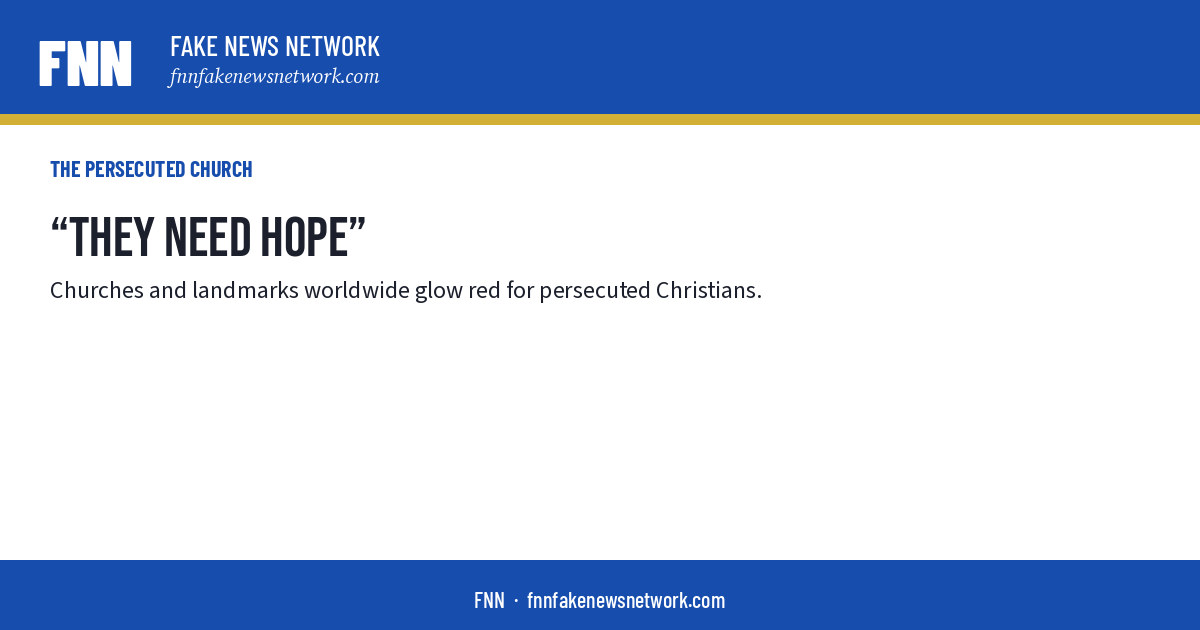 FNN
FAKE NEWS NETWORK
fnnfakenewsnetwork.com
THE PERSECUTED CHURCH
“THEY NEED HOPE”
Churches and landmarks worldwide glow red for persecuted Christians.
FNN · fnnfakenewsnetwork.com